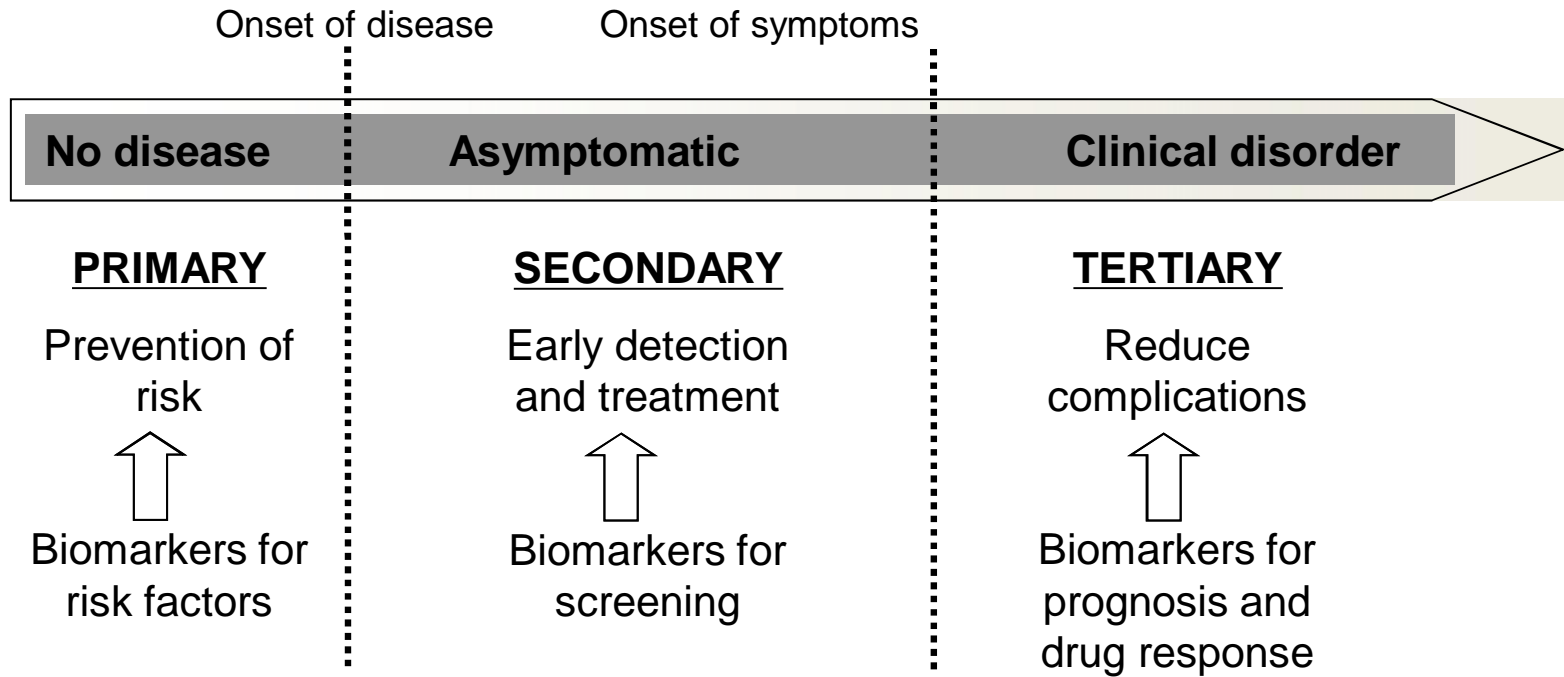 Onset of disease
Onset of symptoms
No disease
Asymptomatic
Clinical disorder
PRIMARY
SECONDARY
TERTIARY
Prevention of
risk
Early detection
and treatment
Reduce
complications
Biomarkers for
risk factors
Biomarkers for
screening
Biomarkers for
prognosis and
drug response